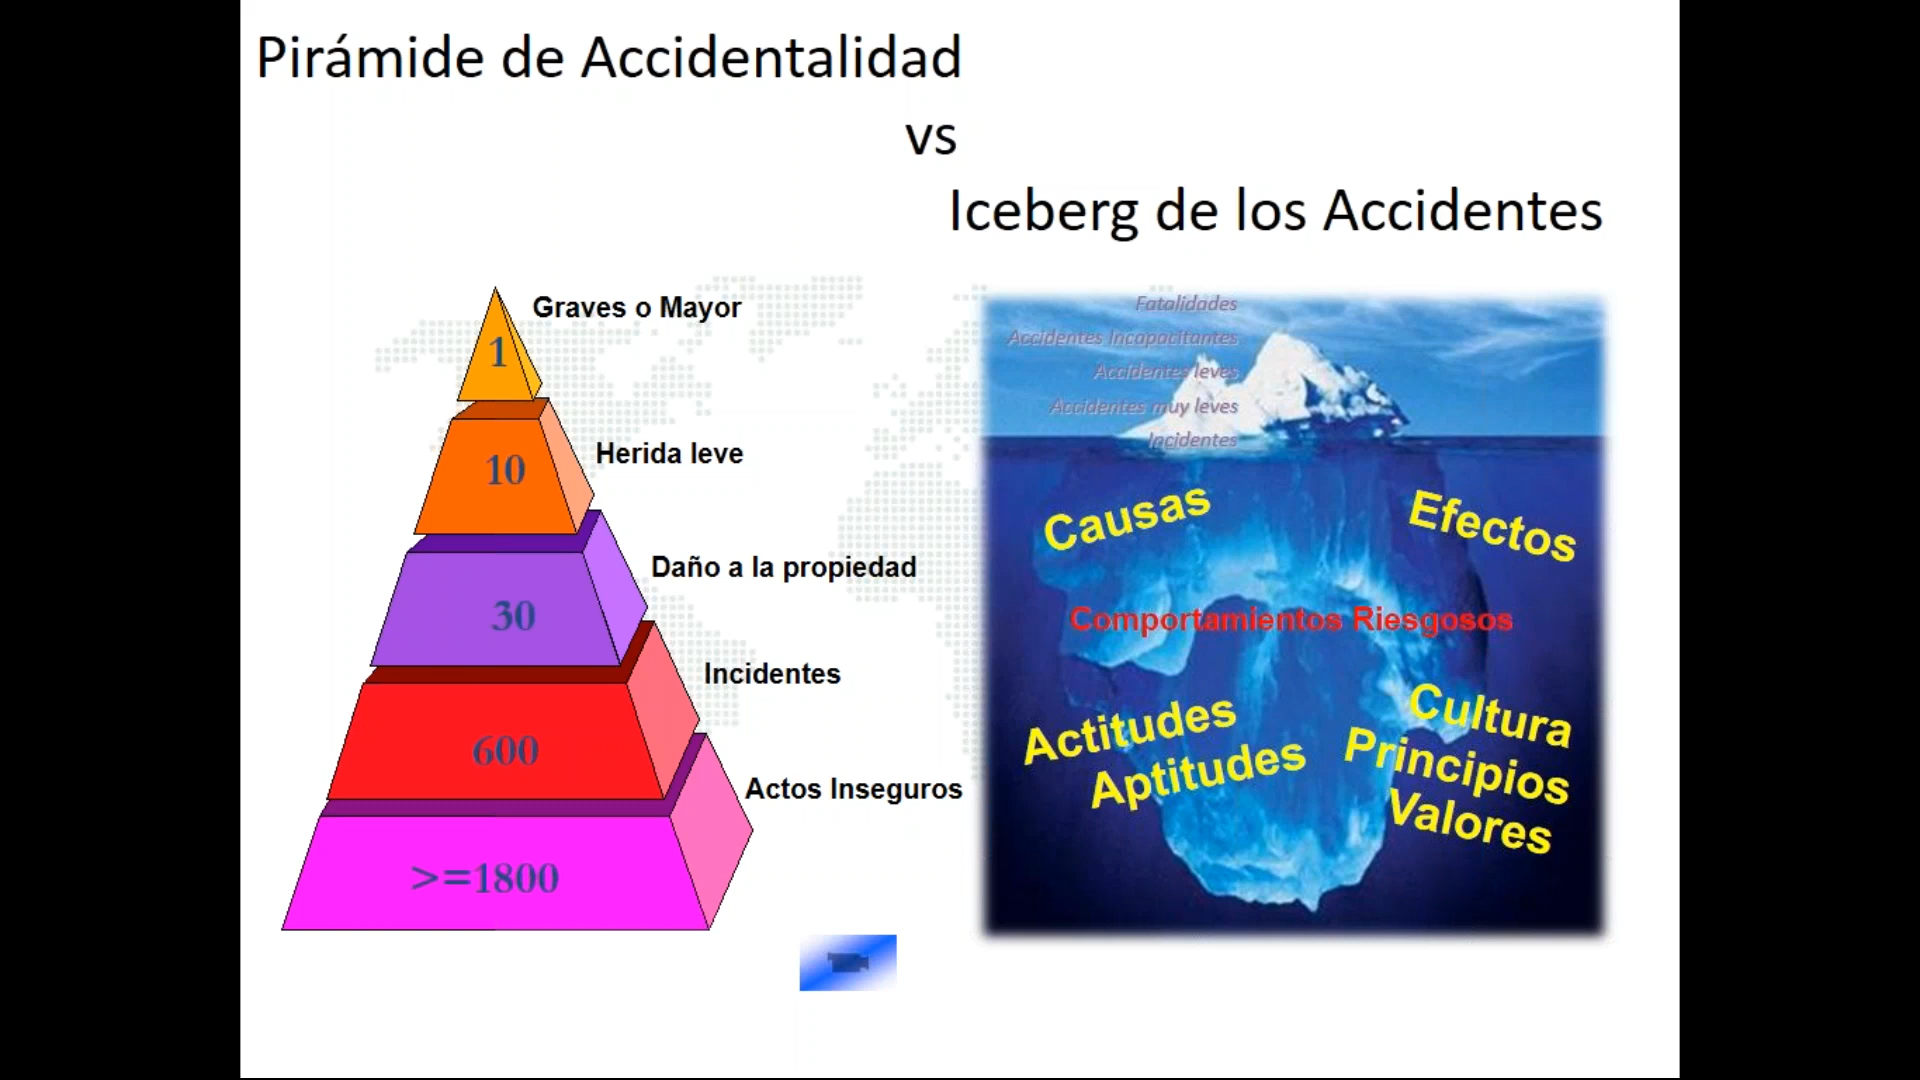 Pirámide de Accidentalidad
vs
Iceberg de los Accidentes
Graves o Mayor
1
Herida leve
10
Daño a la propiedad
30
Incidentes
600
Actos Inseguros
>=1800
Fatalidades
Accidentes Incapacitantes
Accidentes leves
Accidentes muy leves
Incidentes
Causas
Efectos
Comportamientos Riesgosos
Actitudes
Aptitudes
Cultura
Principios
Valores